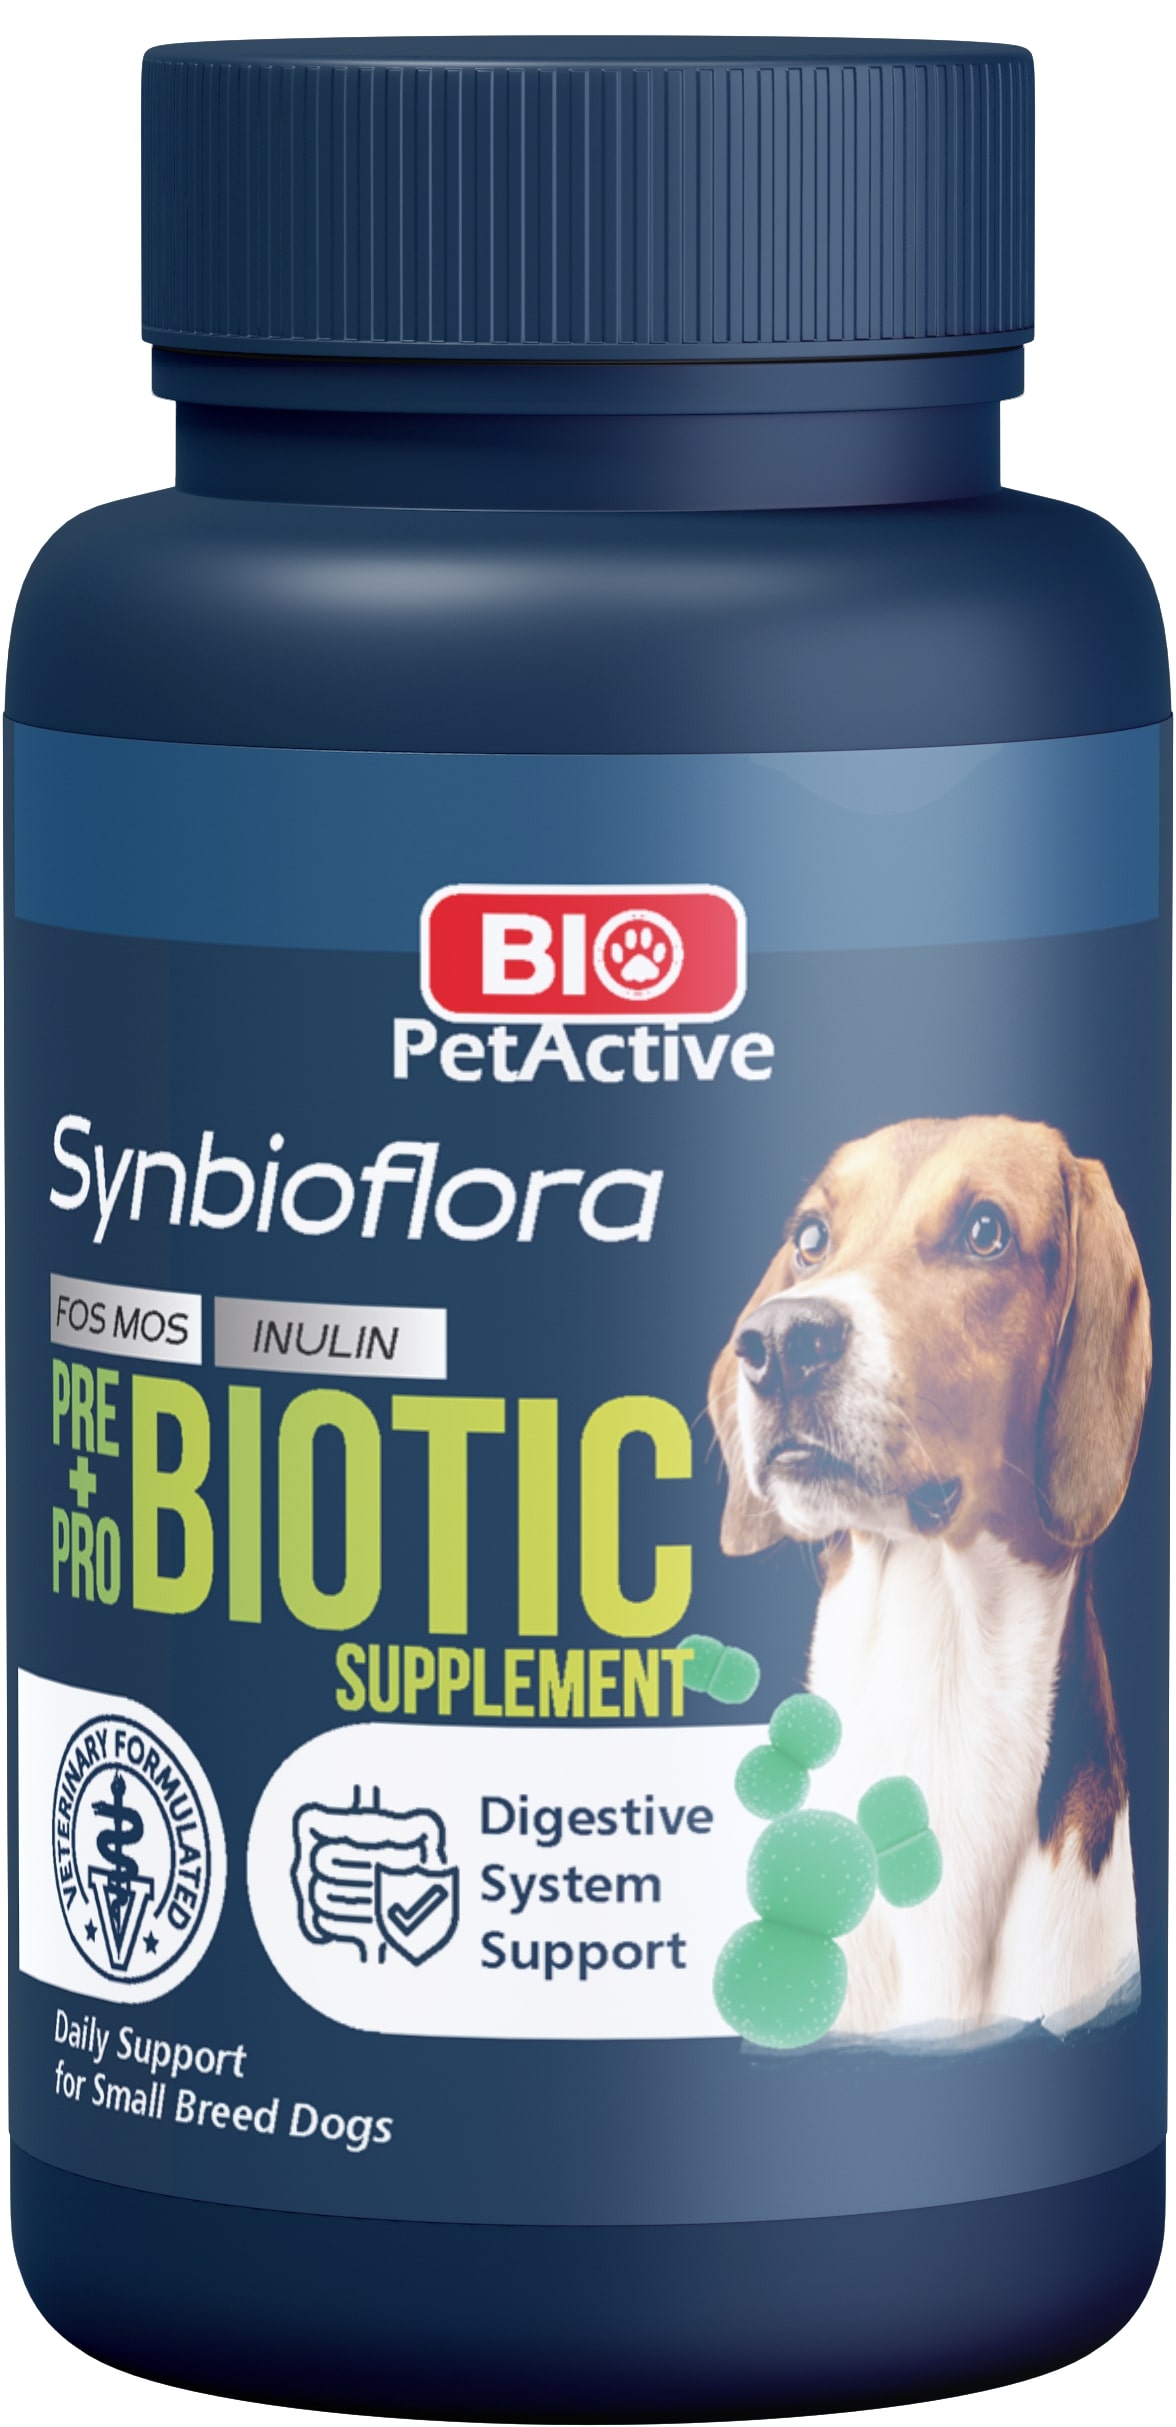 BIO
PetActive
Synbioflora
FOS MOS INULIN
PRE
+
PRO
BIOTIC
SUPPLEMENT
VETERINARY FORMULATED
V
Digestive
System
Support
Daily Support
for Small Breed Dogs